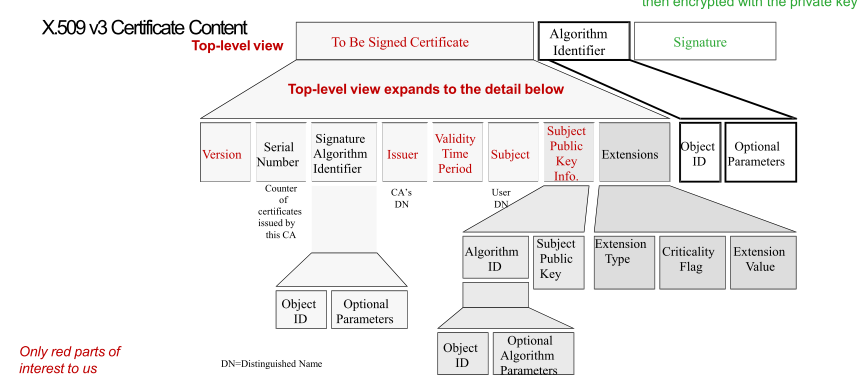 then encrypted with the private key
X.509 v3 Certificate Content
Top-level view
To Be Signed Certificate
Algorithm
Identifier
Signature
Top-level view expands to the detail below
Version
Serial
Number
Signature
Algorithm
Identifier
Issuer
Validity
Time
Period
Subject
Subject
Public
Key
Info.
Extensions
Object
ID
Optional
Parameters
Counter
of
certificates
issued by
this CA
CA's
DN
User
DN
Algorithm
ID
Subject
Public
Key
Extension
Type
Criticality
Flag
Extension
Value
Object
ID
Optional
Parameters
Object
ID
Optional
Algorithm
Parameters
Only red parts of
interest to us
DN=Distinguished Name